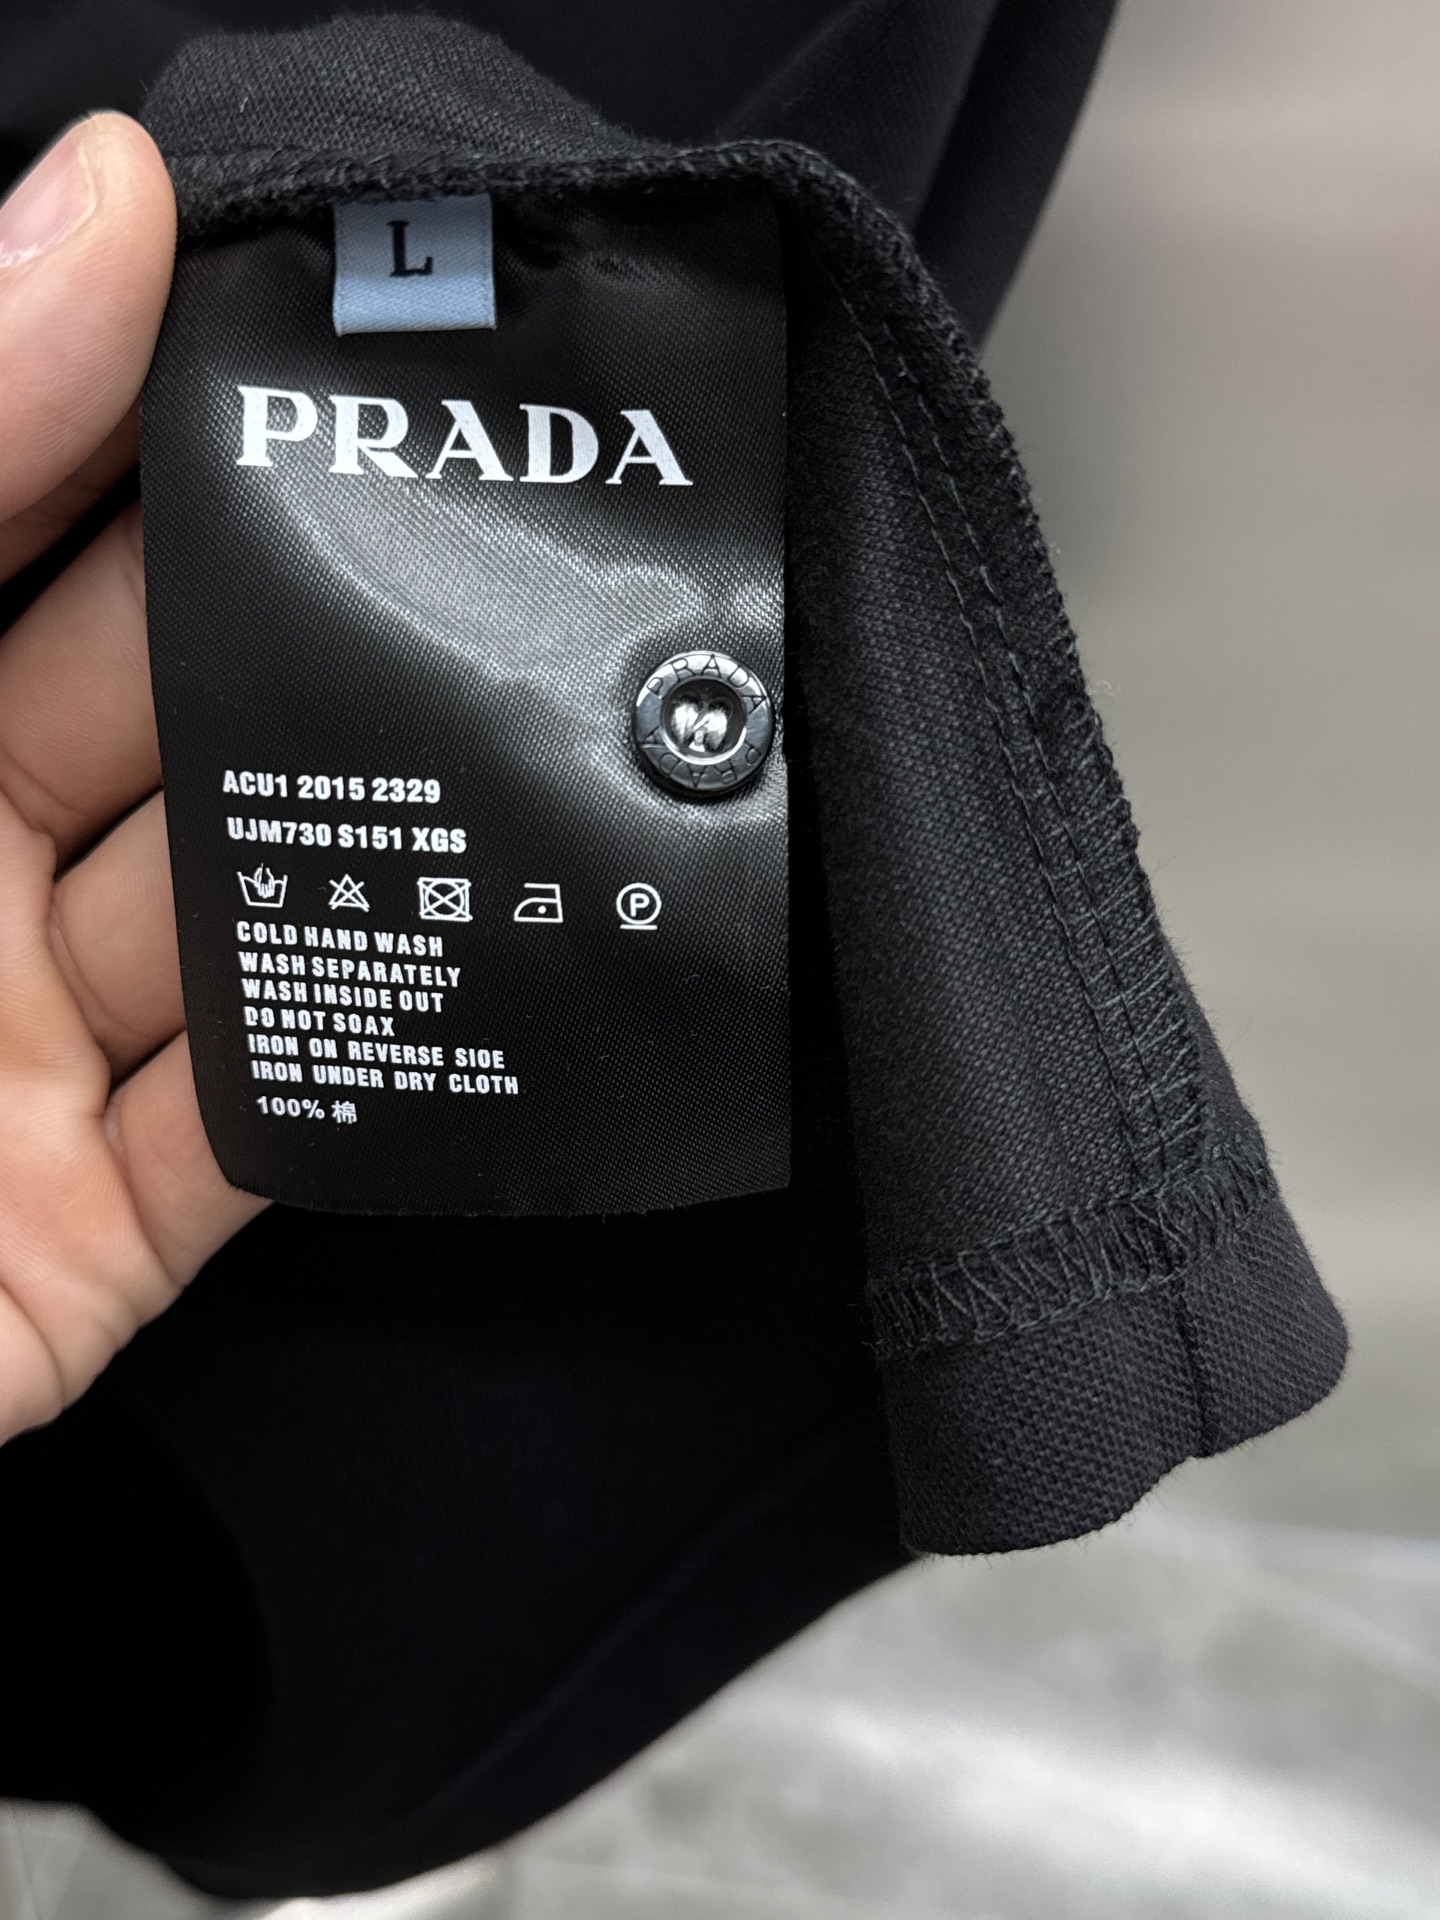 L
PRADA
PRADA
PRADA
ACU1 2015 2329
UJM730 S151 XGS
P
COLD HAND WASH
WASH SEPARATELY
WASH INSIDE OUT
DO NOT SOAX
IRON ON REVERSE SIOE
IRON UNDER DRY CLOTH
100% 棉